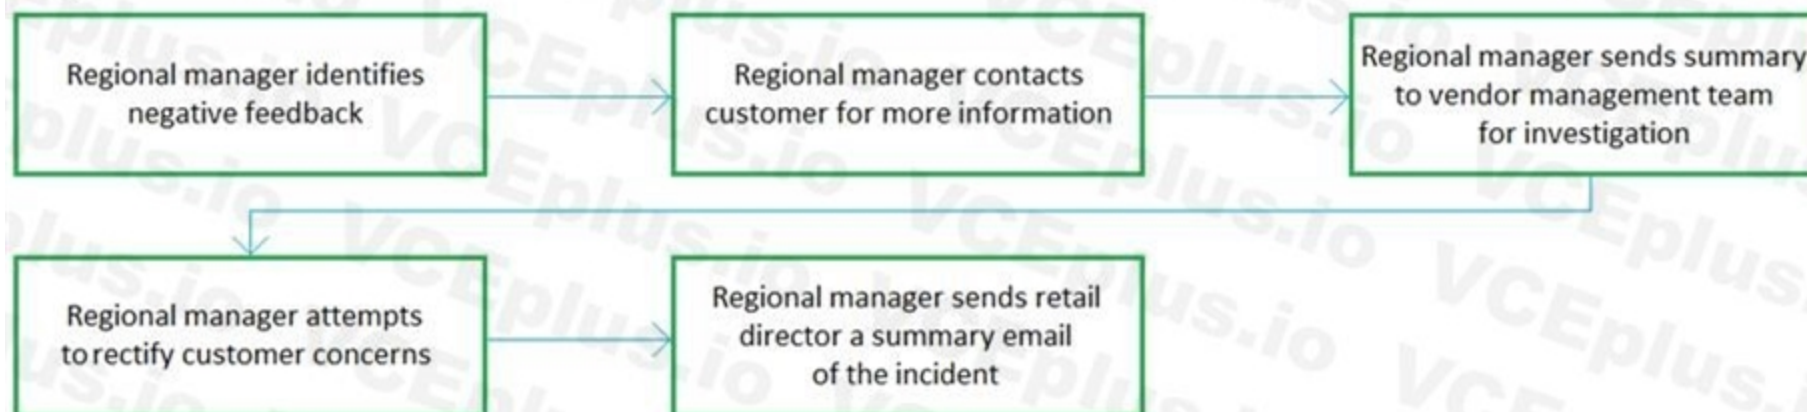 Regional manager identifies
negative feedback
Regional manager contacts
customer for more information
Regional manager sends summary
to vendor management team
for investigation
Regional manager attempts
to rectify customer concerns
Regional manager sends retail
director a summary email
of the incident
VCEplus.io